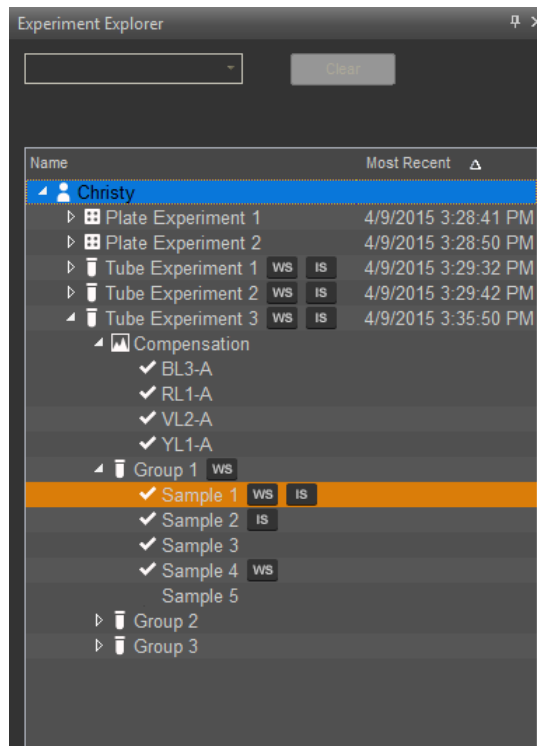 Experiment Explorer
Clear
Name Most Recent
Christy
Plate Experiment 1 4/9/2015 3:28:41 PM
Plate Experiment 2 4/9/2015 3:28:50 PM
Tube Experiment 1 WS IS 4/9/2015 3:29:32 PM
Tube Experiment 2 WS IS 4/9/2015 3:29:42 PM
Tube Experiment 3 WS IS 4/9/2015 3:35:50 PM
Compensation
BL3-A
RL1-A
VL2-A
YL1-A
Group 1 WS
Sample 1 WS IS
Sample 2 IS
Sample 3
Sample 4 WS
Sample 5
Group 2
Group 3